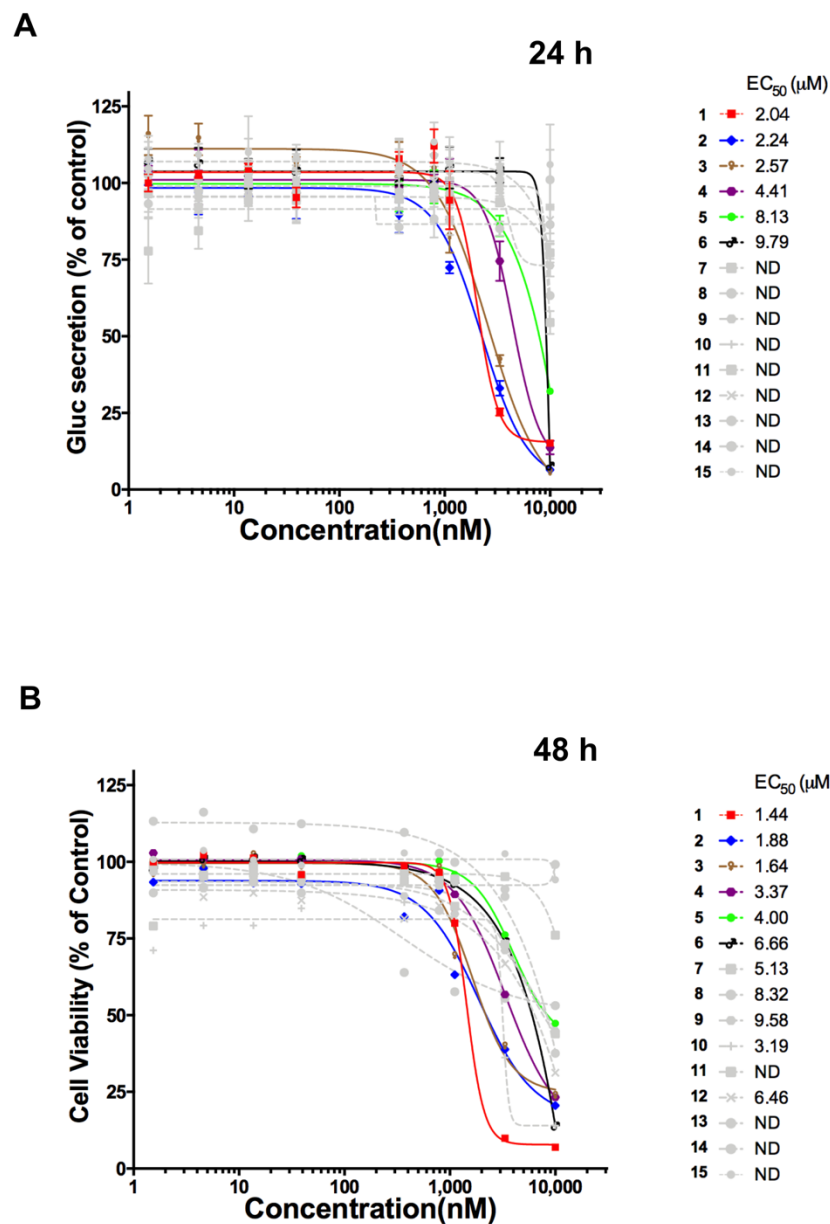 A
24 h
Gluc secretion (% of control)
125
100
75
50
25
0
1
10
100
1,000
10,000
Concentration(nM)
EC50 (μM)
1 2.04
2 2.24
3 2.57
4 4.41
5 8.13
6 9.79
7 ND
8 ND
9 ND
10 ND
11 ND
12 ND
13 ND
14 ND
15 ND
B
48 h
Cell Viability (% of Control)
125
100
75
50
25
0
1
10
100
1,000
10,000
Concentration(nM)
EC50 (μM
1 1.44
2 1.88
3 1.64
4 3.37
5 4.00
6 6.66
7 5.13
8 8.32
9 9.58
10 3.19
11 ND
12 6.46
13 ND
14 ND
15 ND